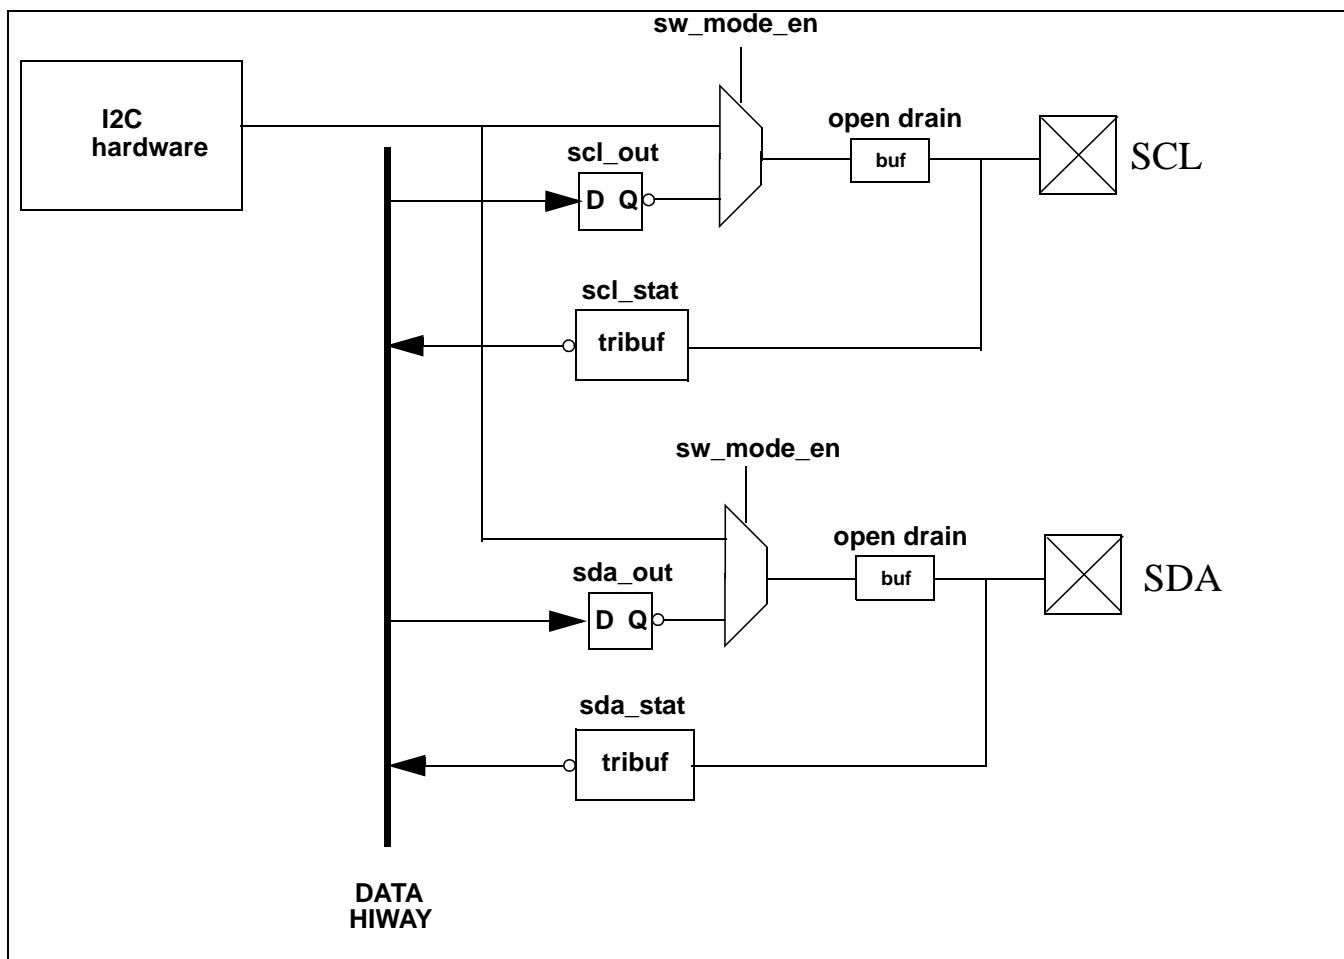 sw_mode_en
I2C
hardware
open drain
scl_out
buf
SCL
D Q
scl_stat
tribuf
sw_mode_en
open drain
sda_out
buf
SDA
D Q
sda_stat
tribuf
DATA
HIWAY